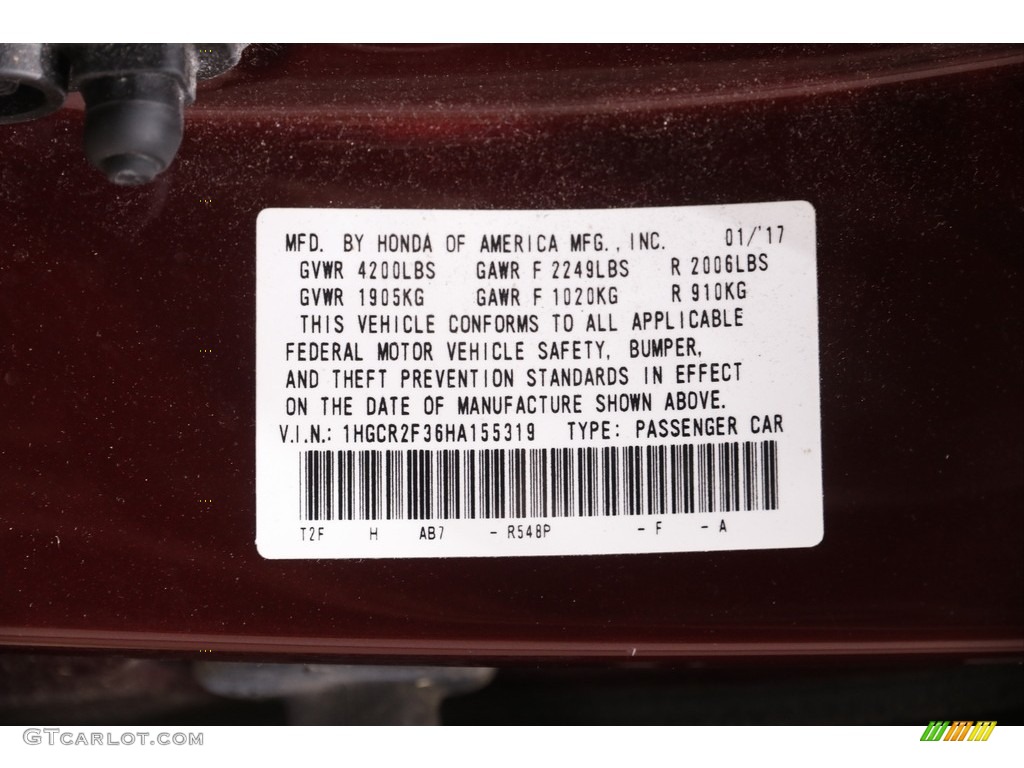 MFD. BY HONDA OF AMERICA MFG., INC. 01/'17
GVWR 4200LBS GAWR F 2249LBS R 2006LBS
GVWR 1905KG GAWR F 1020KG R 910KG
THIS VEHICLE CONFORMS TO ALL APPLICABLE
FEDERAL MOTOR VEHICLE SAFETY, BUMPER,
AND THEFT PREVENTION STANDARDS IN EFFECT
ON THE DATE OF MANUFACTURE SHOWN ABOVE.
V.I.N.: 1HGCR2F36HA155319 TYPE: PASSENGER CAR
T2F H AB7 - R548P - F - A
GTCARLOT.COM